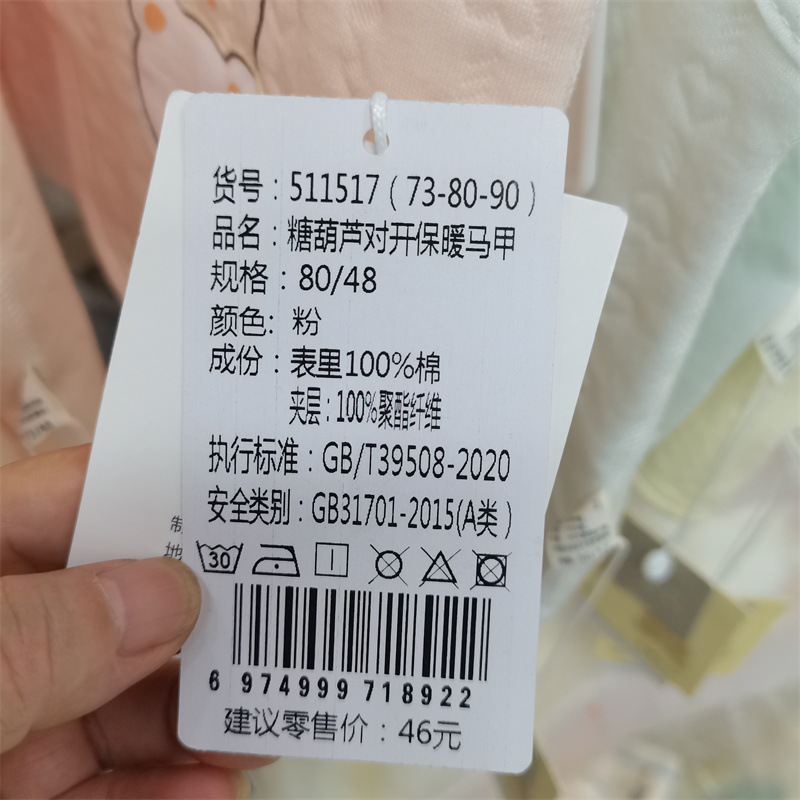 货号：511517（73-80-90）
品名：糖葫芦对开保暖马甲
规格：80/48
颜色：粉
成份：表里100%棉
夹层：100%聚酯纤维
执行标准：GB/T39508-2020
安全类别：GB31701-2015(A类）
制
地
30
6 974999 718922
建议零售价：46元